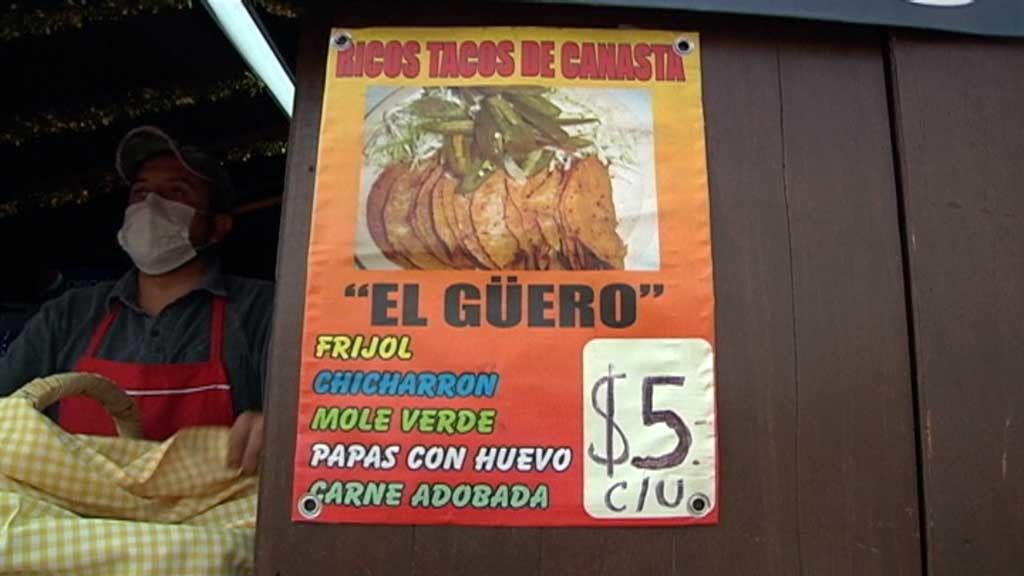 RICOS TACOS DE CANASTA
"EL GÜERO"
FRIJOL
CHICHARRON
MOLE VERDE
PAPAS CON HUEVO
CARNE ADOBADA
$5.
C/U